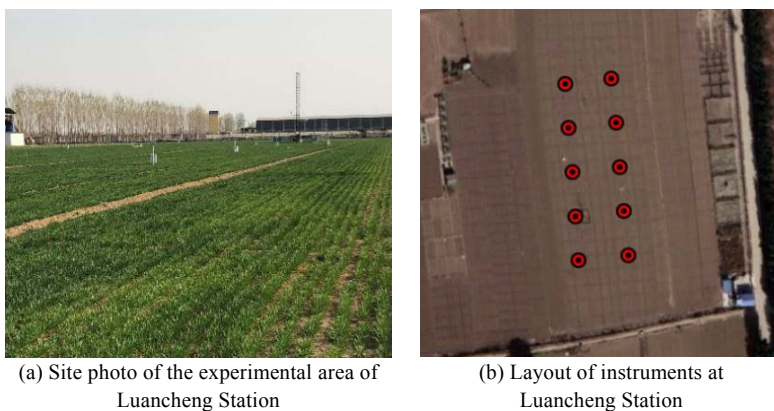 (a) Site photo of the experimental area of
Luancheng Station
(b) Layout of instruments at
Luancheng Station